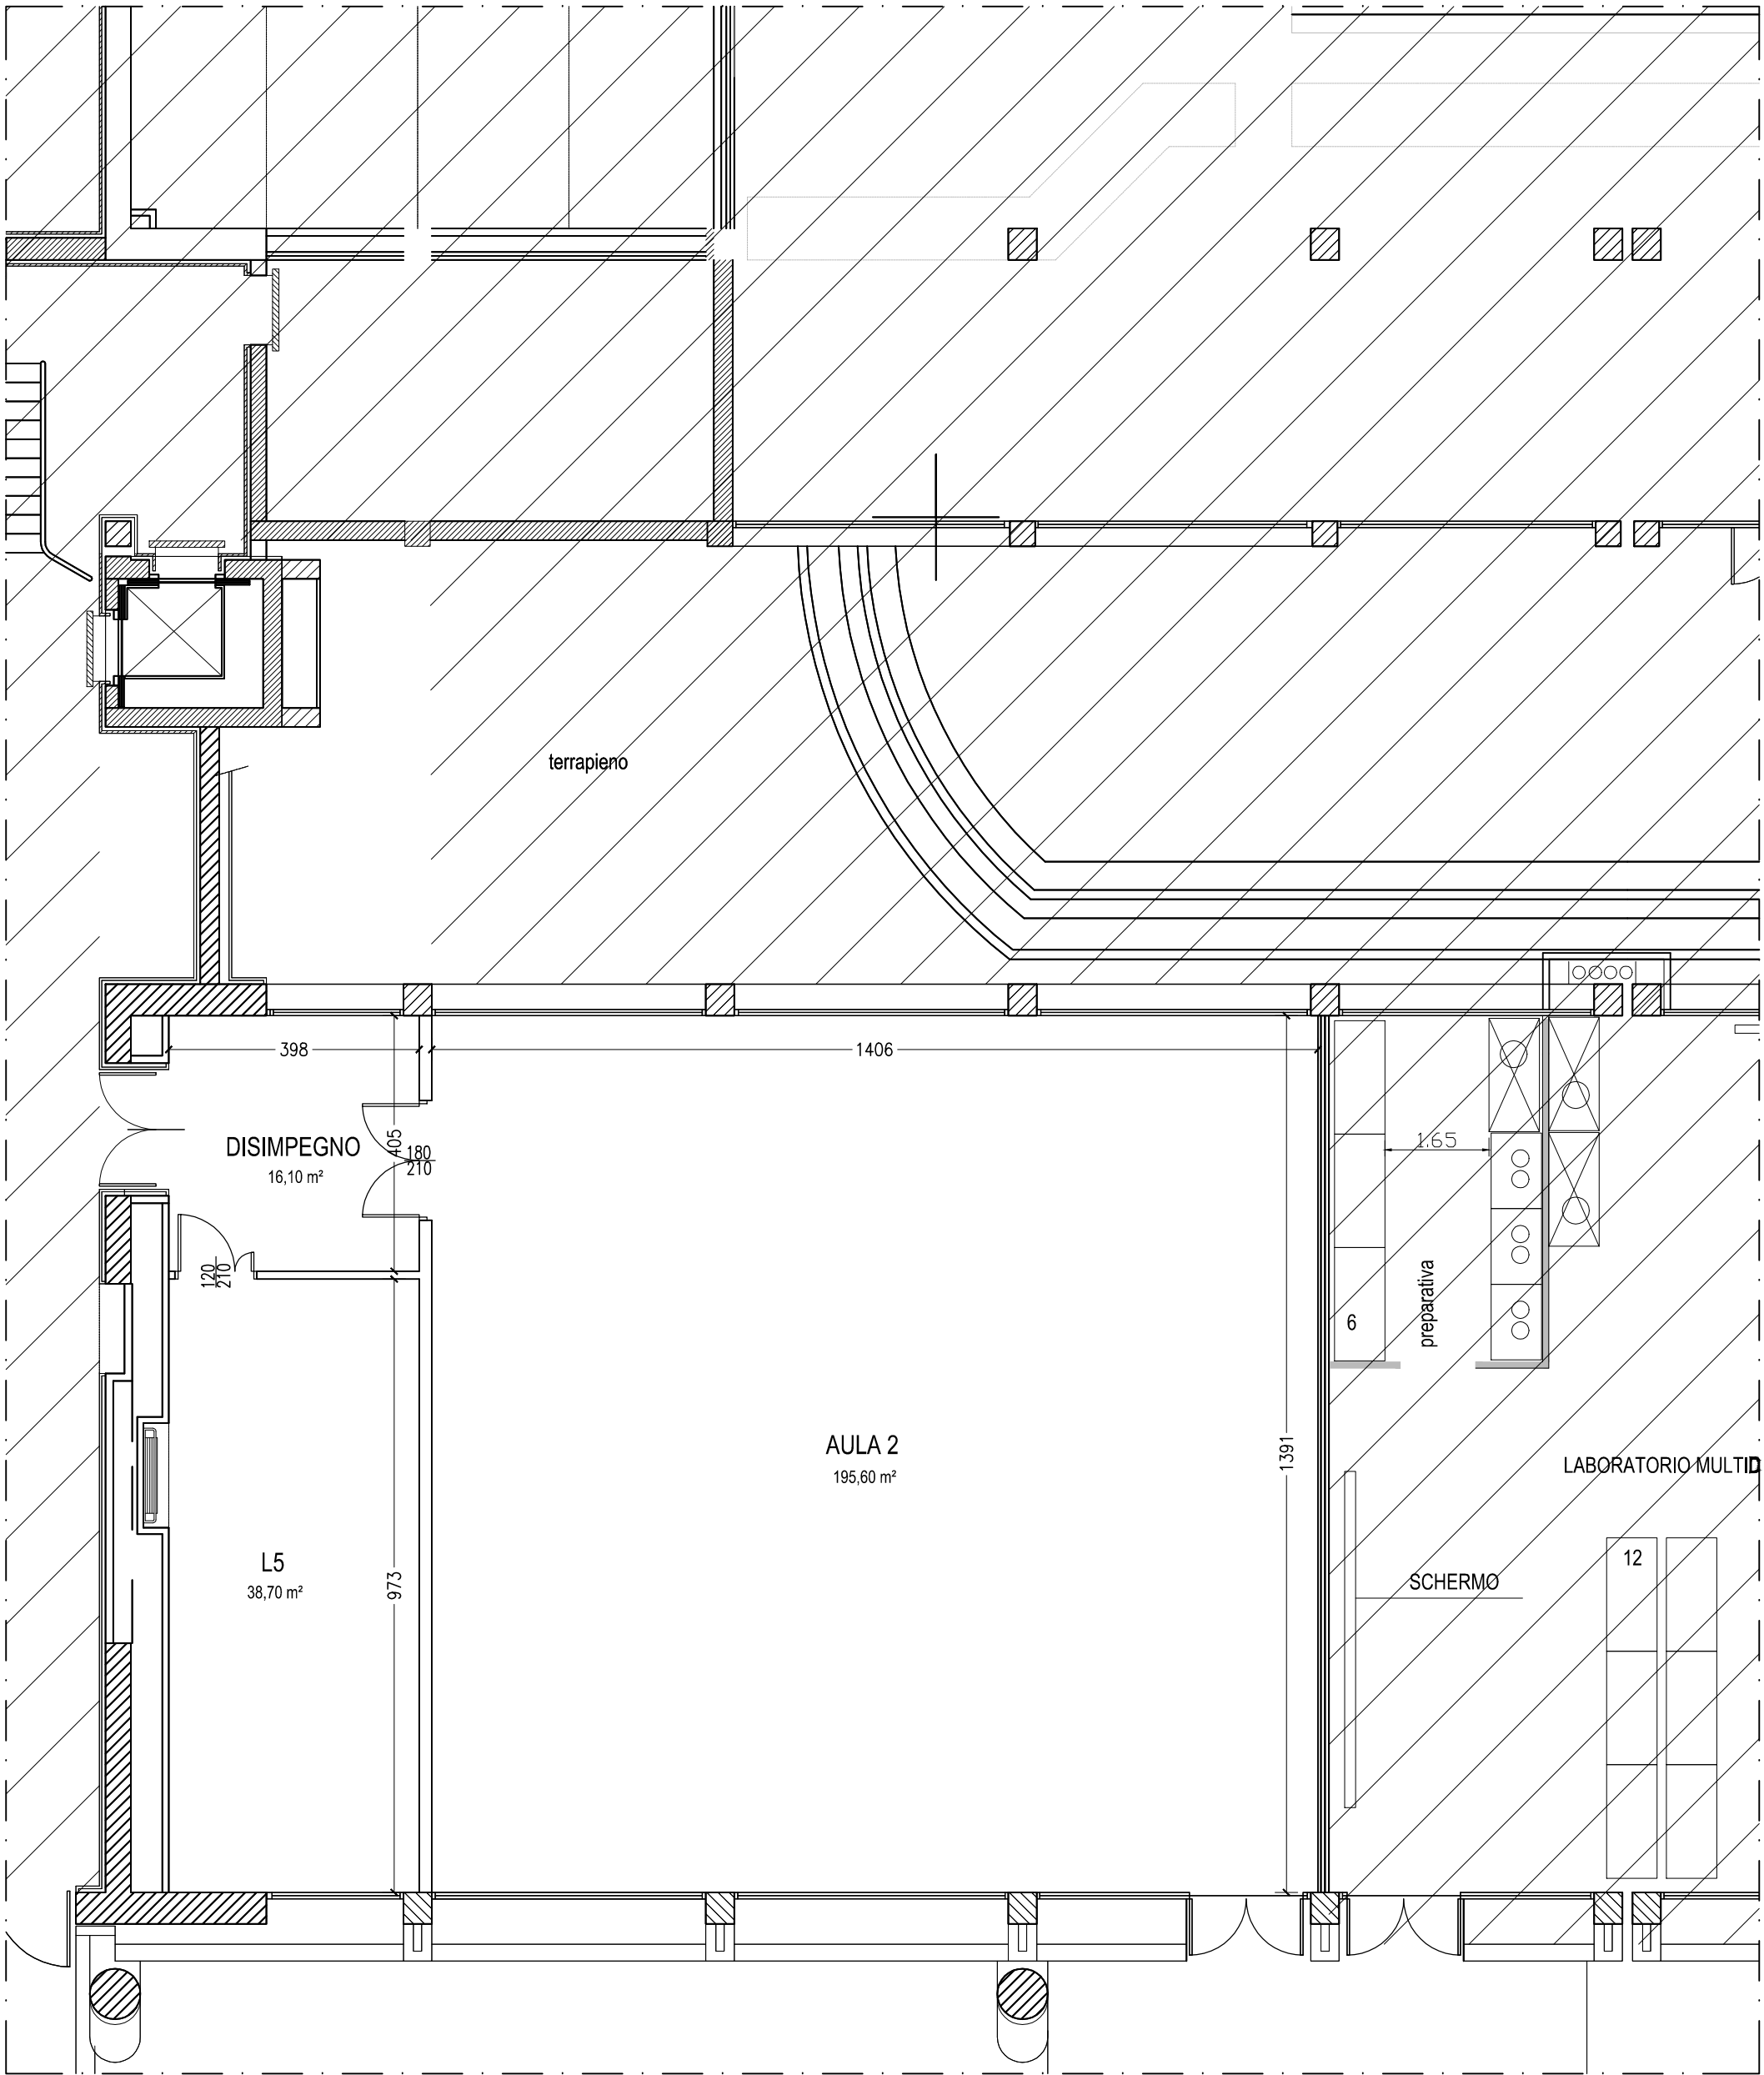 terrapieno
398
1406
DISIMPEGNO
16,10 m²
405
180
210
1.65
120
210
preparativa
6
AULA 2
195,60 m²
1391
LABORATORIO MULTID
L5
38,70 m²
973
SCHERMO
12